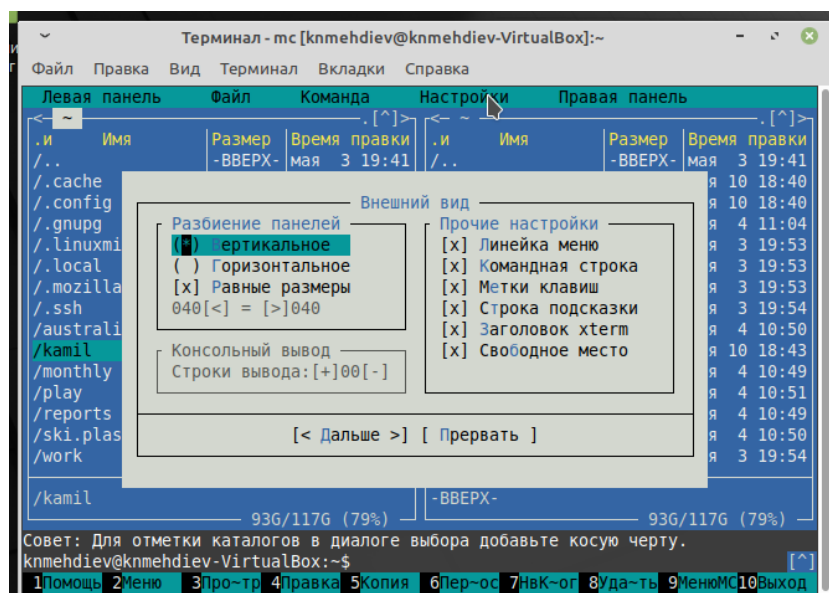 Терминал - mc [knmehdiev@knmehdiev-VirtualBox]:~
Файл Правка Вид Терминал Вкладки Справка
Левая панель Файл Команда Настройки Правая панель
<─ ~ .[^]> <─ ~ .[^]>
.и Имя Размер Время правки .и Имя Размер Время правки
/.. -ВВЕРХ- мая 3 19:41 /.. -ВВЕРХ- мая 3 19:41
/.cache я 10 18:40
/.config Внешний вид я 10 18:40
/.gnupg Разбиение панелей Прочие настройки я 4 11:04
/.linuxmi (*) Вертикальное [x] Линейка меню я 3 19:53
/.local ( ) Горизонтальное [x] Командная строка я 3 19:53
/.mozilla [x] Равные размеры [x] Метки клавиш я 3 19:53
/.ssh 040[<] = [>]040 [x] Строка подсказки я 3 19:54
/australi [x] Заголовок xterm я 4 10:50
/kamil Консольный вывод [x] Свободное место я 10 18:43
/monthly Строки вывода:[+]00[-] я 4 10:49
/play я 4 10:51
/reports я 4 10:49
/ski.plas [< Дальше >] [ Прервать ] я 4 10:50
/work я 3 19:54
/kamil -ВВЕРХ-
93G/117G (79%) 93G/117G (79%)
Совет: Для отметки каталогов в диалоге выбора добавьте косую черту.
knmehdiev@knmehdiev-VirtualBox:~$ [^]
1Помощь 2Меню 3Про~тр 4Правка 5Копия 6Пер~ос 7НвК~ог 8Уда~ть 9МенюMC 10Выход